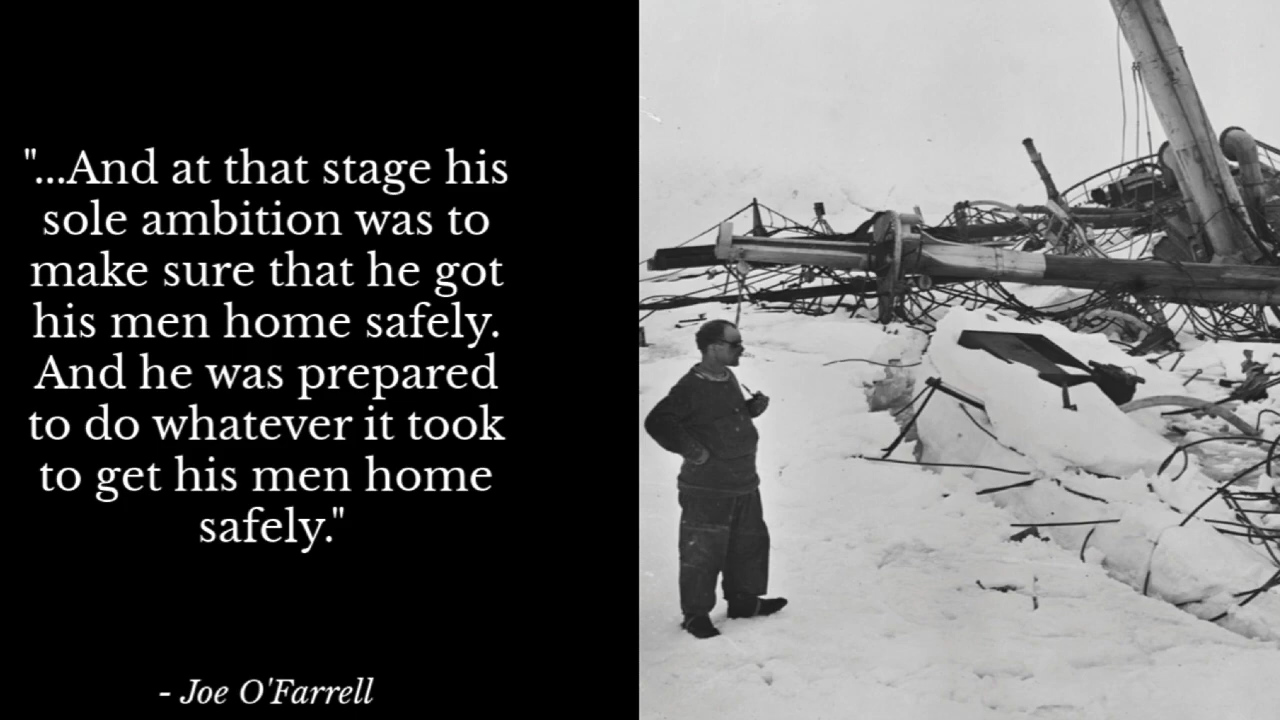 "...And at that stage his
sole ambition was to
make sure that he got
his men home safely.
And he was prepared
to do whatever it took
to get his men home
safely."
- Joe O'Farrell